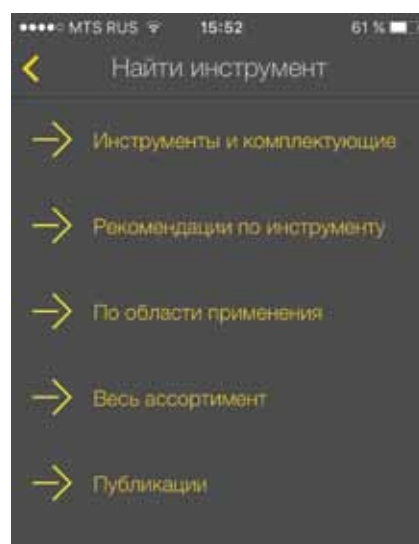 MTS RUS 15:52 61 %
Найти инструмент
Инструменты и комплектующие
Рекомендации по инструменту
По области применения
Весь ассортимент
Публикации